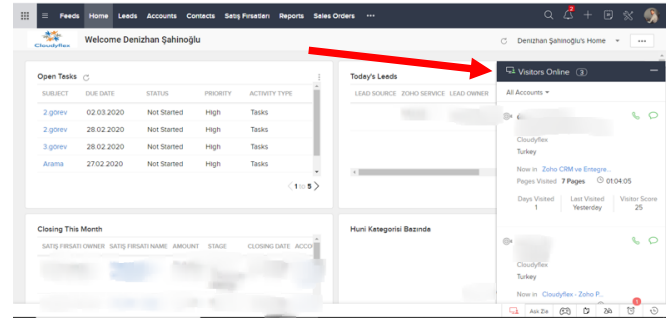 Feeds Home Leads Accounts Contacts Satış Fırsatları Reports Sales Orders ... 2
Cloudyflex
Welcome Denizhan Şahinoğlu
Denizhan Şahinoğlu's Home
Open Tasks
SUBJECT DUE DATE STATUS PRIORITY ACTIVITY TYPE
2.görev 02.03.2020 Not Started High Tasks
2.görev 28.02.2020 Not Started High Tasks
3.görev 28.02.2020 Not Started High Tasks
Arama 27.02.2020 Not Started High Tasks
1 to 5
Today's Leads
LEAD SOURCE ZOHO SERVICE LEAD OWNER
Closing This Month
SATIŞ FIRSATI OWNER SATIŞ FIRSATI NAME AMOUNT STAGE CLOSING DATE ACCO
Huni Kategorisi Bazında
Visitors Online (3)
All Accounts
Cloudyflex
Turkey
Now in Zoho CRM ve Entegra...
Pages Visited 7 Pages 01:04:05
Days Visited Last Visited Visitor Score
1 Yesterday 25
Cloudyflex
Turkey
Now in Cloudyflex - Zoho P...
Ask Zia 1